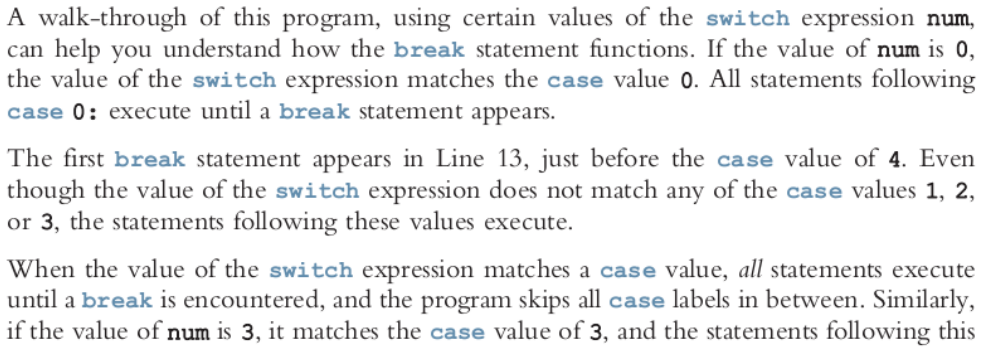 A walk-through of this program, using certain values of the switch expression num,
can help you understand how the break statement functions. If the value of num is 0,
the value of the switch expression matches the case value 0. All statements following
case 0: execute until a break statement appears.
The first break statement appears in Line 13, just before the case value of 4. Even
though the value of the switch expression does not match any of the case values 1, 2,
or 3, the statements following these values execute.
When the value of the switch expression matches a case value, all statements execute
until a break is encountered, and the program skips all case labels in between. Similarly,
if the value of num is 3, it matches the case value of 3, and the statements following this